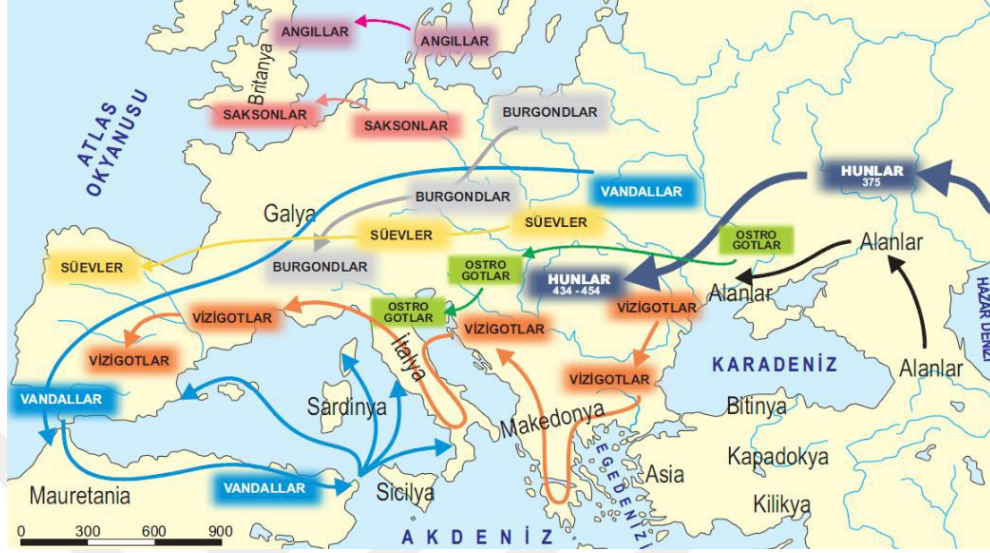 ANGILLAR
ANGILLAR
Britanya
ATLAS
OKYANUSU
SAKSONLAR
SAKSONLAR
BURGONDLAR
HUNLAR
375
VANDALLAR
BURGONDLAR
Galya
SÜEVLER
SÜEVLER
SÜEVLER
OSTRO
GOTLAR
Alanlar
BURGONDLAR
OSTRO
GOTLAR
HUNLAR
434 - 454
Alanlar
HAZAR DENİZİ
VİZİGOTLAR
OSTRO
GOTLAR
VİZİGOTLAR
VİZİGOTLAR
VİZİGOTLAR
İtalya
KARADENİZ
Alanlar
VİZİGOTLAR
VANDALLAR
Sardinya
Makedonya
Bitinya
EGEDENİZİ
Asia
Kapadokya
Mauretania
VANDALLAR
Sicilya
Kilikya
0 300 600 900
AKDENİZ